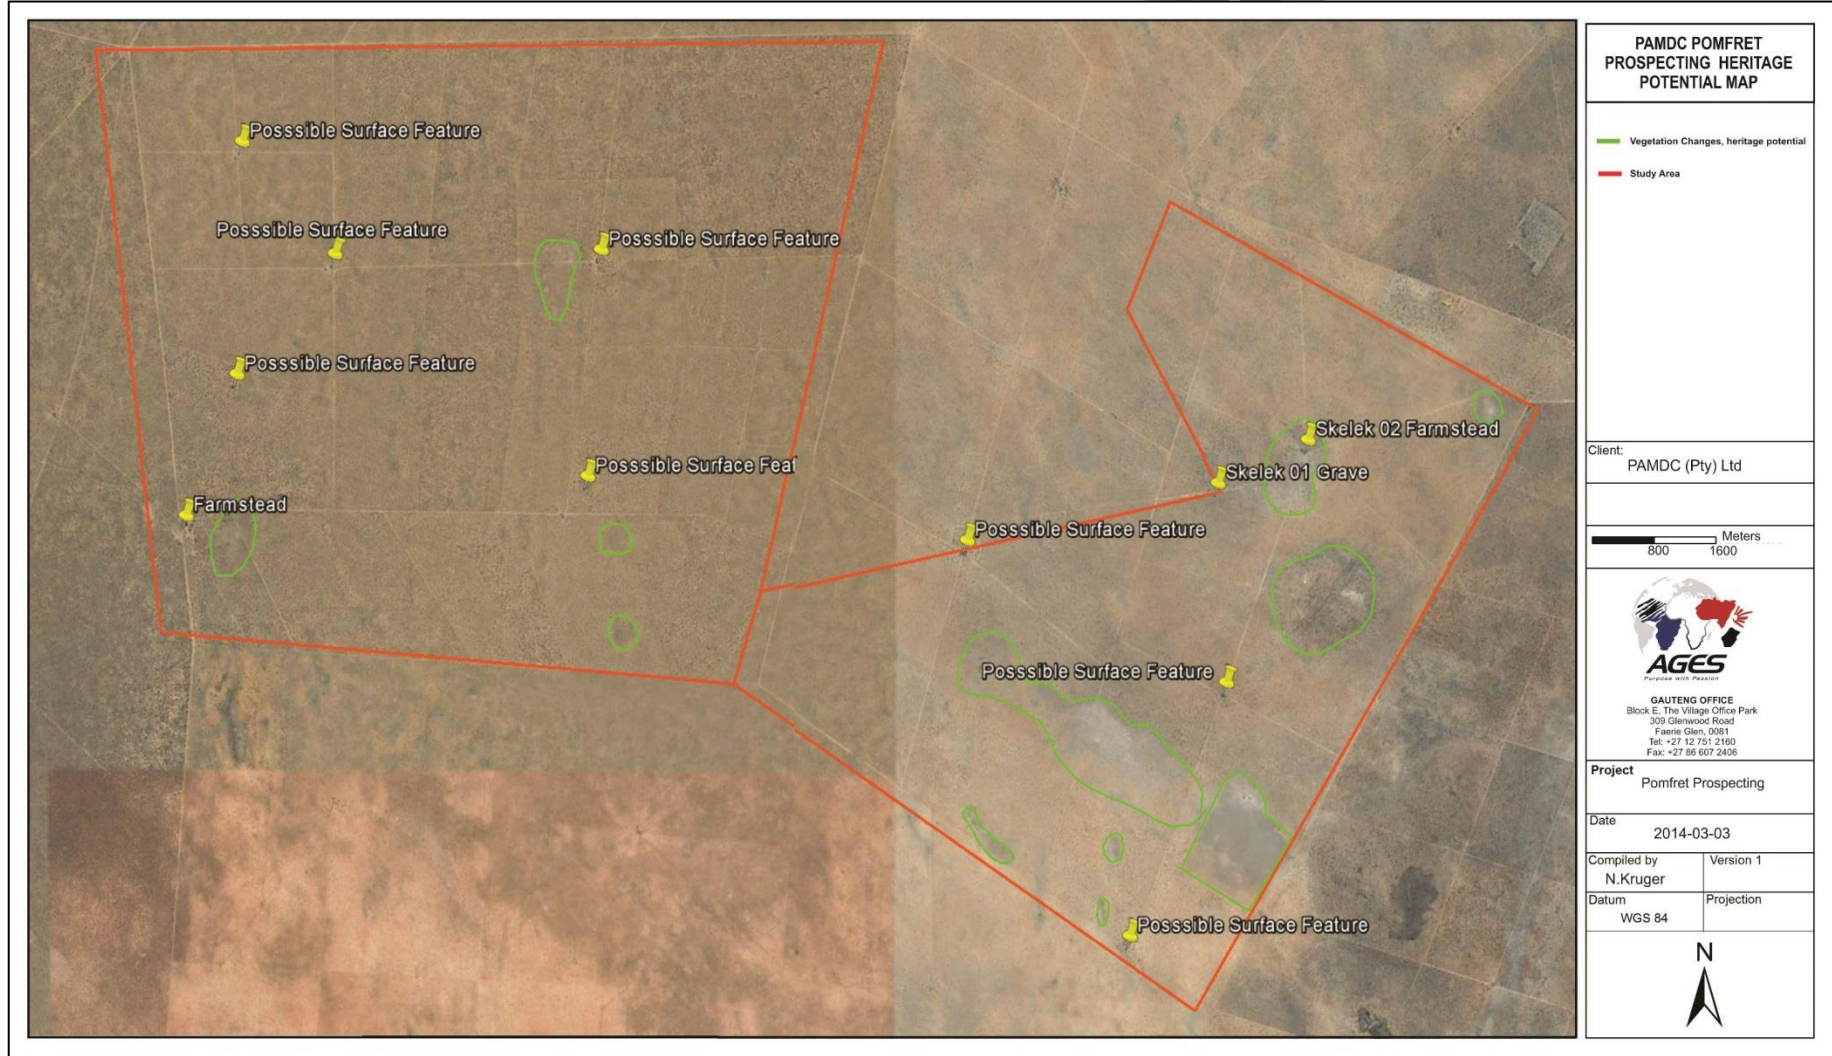 Posssible Surface Feature
Posssible Surface Feature
Posssible Surface Feature
Posssible Surface Feature
Posssible Surface Feat
Farmstead
Skelek 02 Farmstead
Skelek 01 Grave
Posssible Surface Feature
Posssible Surface Feature
Posssible Surface Feature
PAMDC POMFRET
PROSPECTING HERITAGE
POTENTIAL MAP
Vegetation Changes, heritage potential
Study Area
Client:
PAMDC (Pty) Ltd
Meters
800 1600
AGES
Purpose with Passion
GAUTENG OFFICE
Block E, The Village Office Park
309 Glenwood Road
Faerie Glen, 0081
Tel: +27 12 751 2160
Fax: +27 86 607 2406
Project
Pomfret Prospecting
Date
2014-03-03
Compiled by
N.Kruger
Version 1
Datum
WGS 84
Projection
N